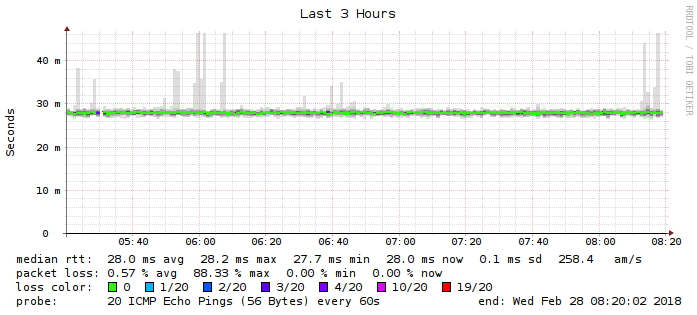 Last 3 Hours
RRDTOOL / TOBI OETIKER
Seconds
40 m
30 m
20 m
10 m
0
05:40 06:00 06:20 06:40 07:00 07:20 07:40 08:00 08:20
median rtt: 28.0 ms avg 28.2 ms max 27.7 ms min 28.0 ms now 0.1 ms sd 258.4 am/s
packet loss: 0.57 % avg 88.33 % max 0.00 % min 0.00 % now
loss color: 0 1/20 2/20 3/20 4/20 10/20 19/20
probe: 20 ICMP Echo Pings (56 Bytes) every 60s end: Wed Feb 28 08:20:02 2018